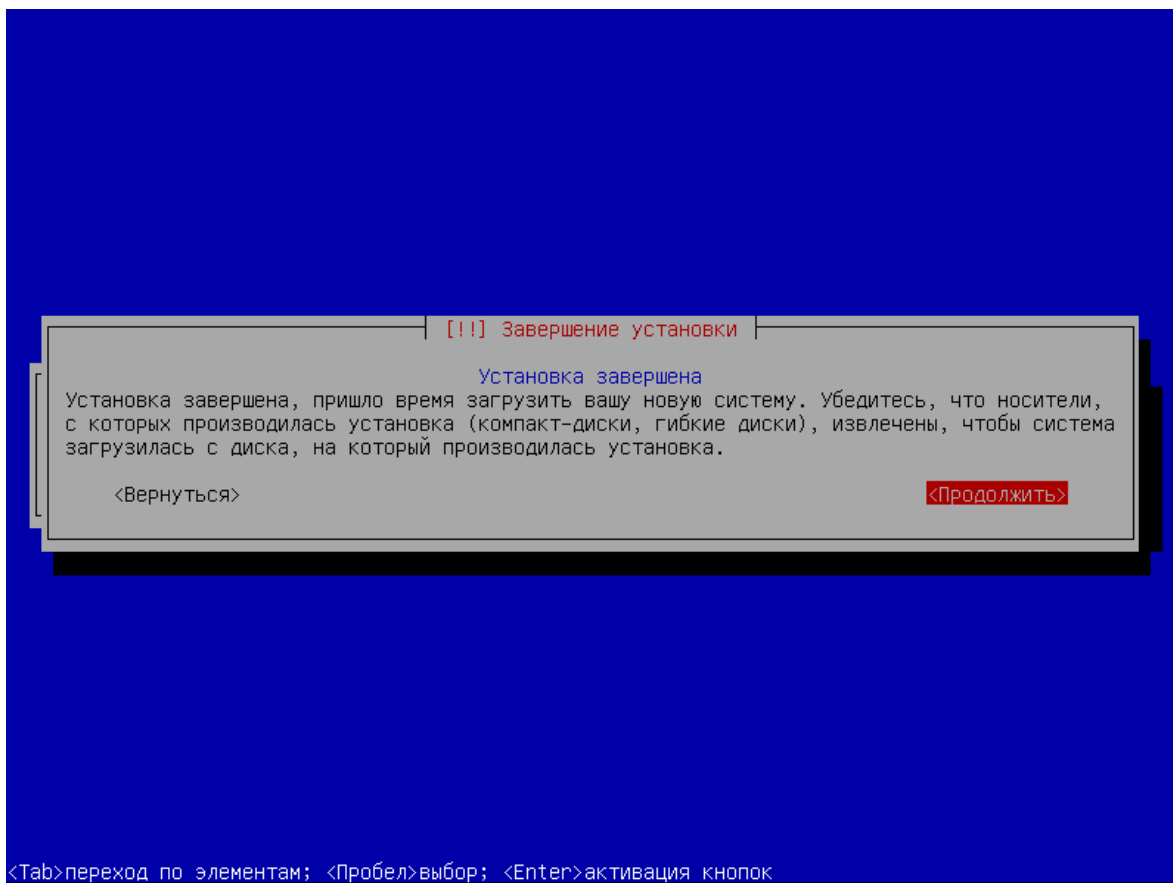 [!!] Завершение установки
Установка завершена
Установка завершена, пришло время загрузить вашу новую систему. Убедитесь, что носители,
с которых производилась установка (компакт-диски, гибкие диски), извлечены, чтобы система
загрузилась с диска, на который производилась установка.
<Вернуться> <Продолжить>
<Tab>переход по элементам; <Пробел>выбор; <Enter>активация кнопок